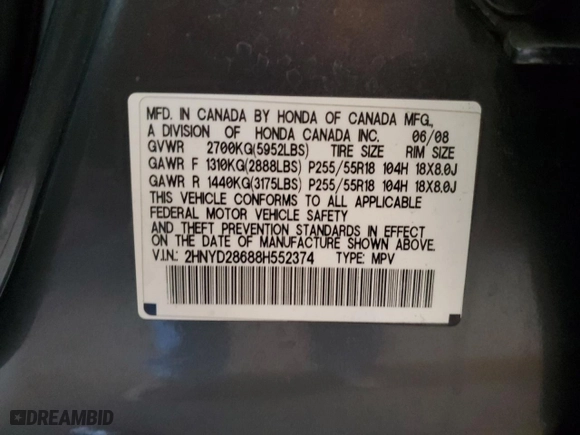 MFD. IN CANADA BY HONDA OF CANADA MFG.,
A DIVISION OF HONDA CANADA INC. 06/08
GVWR 2700KG(5952LBS) TIRE SIZE RIM SIZE
GAWR F 1310KG(2888LBS) P255/55R18 104H 18X8.0J
GAWR R 1440KG(3175LBS) P255/55R18 104H 18X8.0J
THIS VEHICLE CONFORMS TO ALL APPLICABLE
FEDERAL MOTOR VEHICLE SAFETY
AND THEFT PREVENTION STANDARDS IN EFFECT
ON THE DATE OF MANUFACTURE SHOWN ABOVE.
V.I.N.: 2HNYD28688H552374 TYPE: MPV
DREAMBID